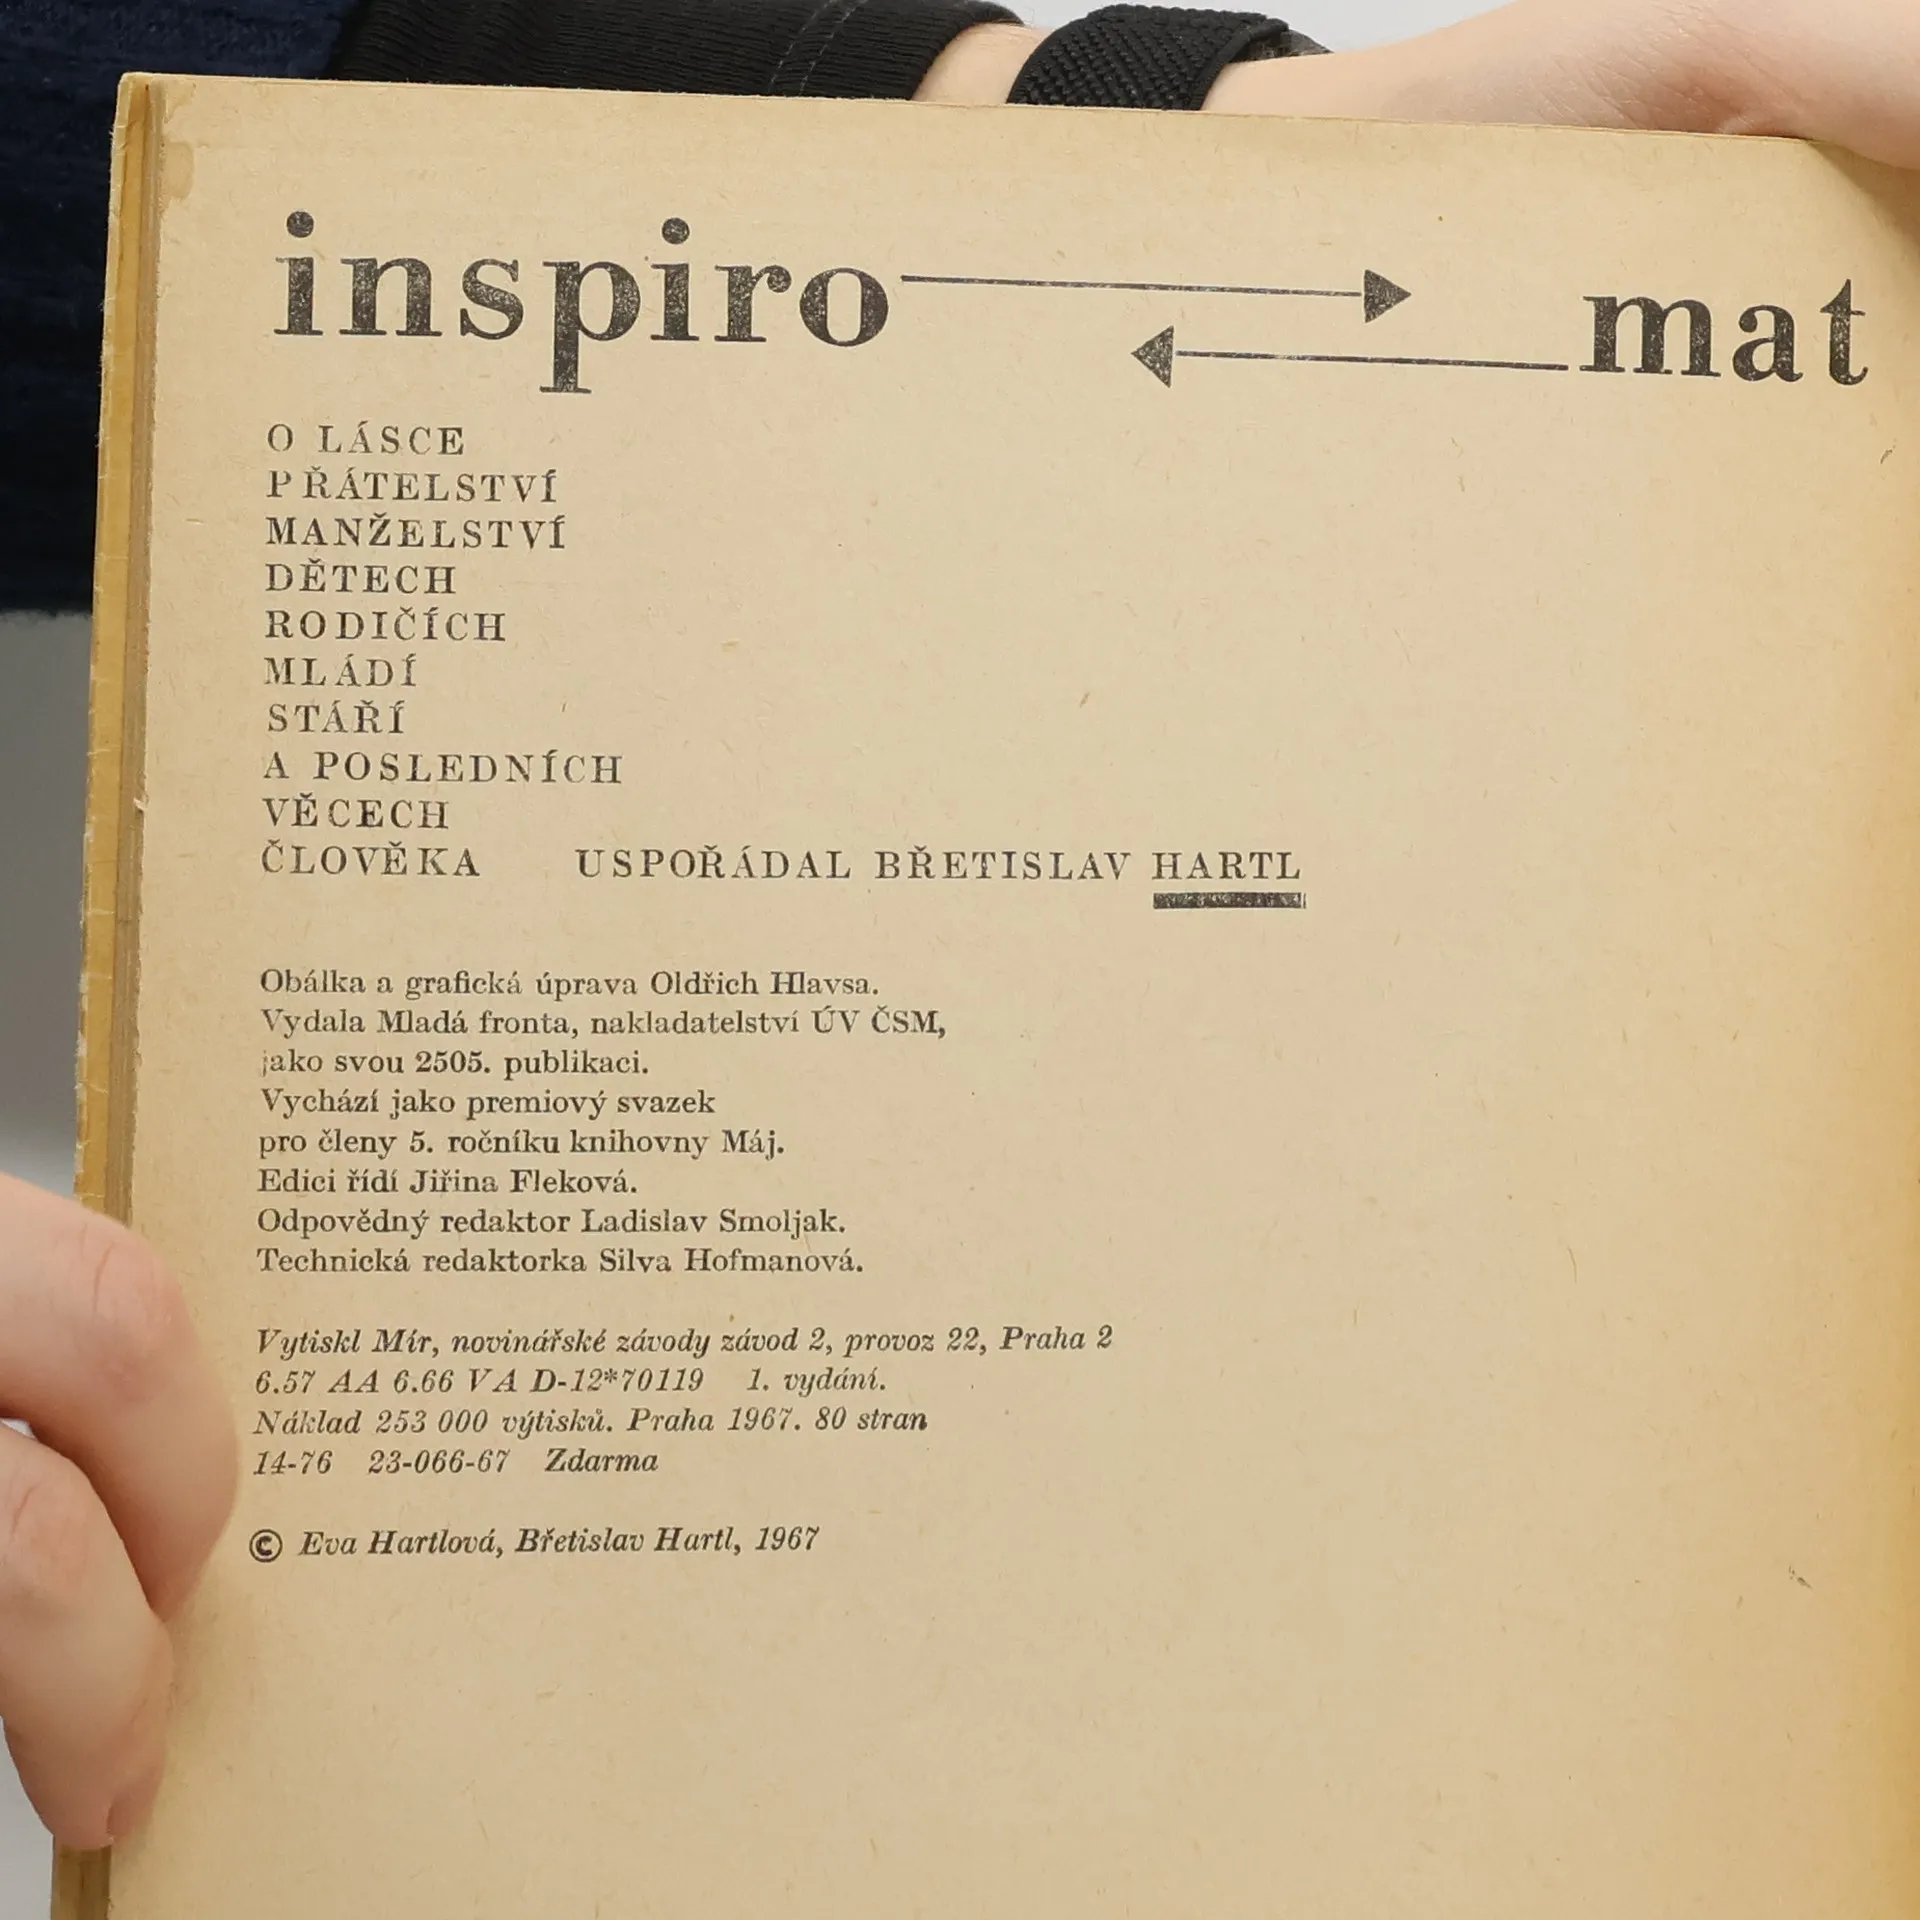 inspiro mat
O LÁSCE
PŘÁTELSTVÍ
MANŽELSTVÍ
DĚTECH
RODIČÍCH
MLÁDÍ
STÁŘÍ
A POSLEDNÍCH
VĚCECH
ČLOVĚKA USPOŘÁDAL BŘETISLAV HARTL
Obálka a grafická úprava Oldřich Hlavsa.
Vydala Mladá fronta, nakladatelství ÚV ČSM,
jako svou 2505. publikaci.
Vychází jako premiový svazek
pro členy 5. ročníku knihovny Máj.
Edici řídí Jiřina Fleková.
Odpovědný redaktor Ladislav Smoljak.
Technická redaktorka Silva Hofmanová.
Vytiskl Mír, novinářské závody závod 2, provoz 22, Praha 2
6.57 AA 6.66 VA D-12*70119 1. vydání.
Náklad 253 000 výtisků. Praha 1967. 80 stran
14-76 23-066-67 Zdarma
© Eva Hartlová, Břetislav Hartl, 1967